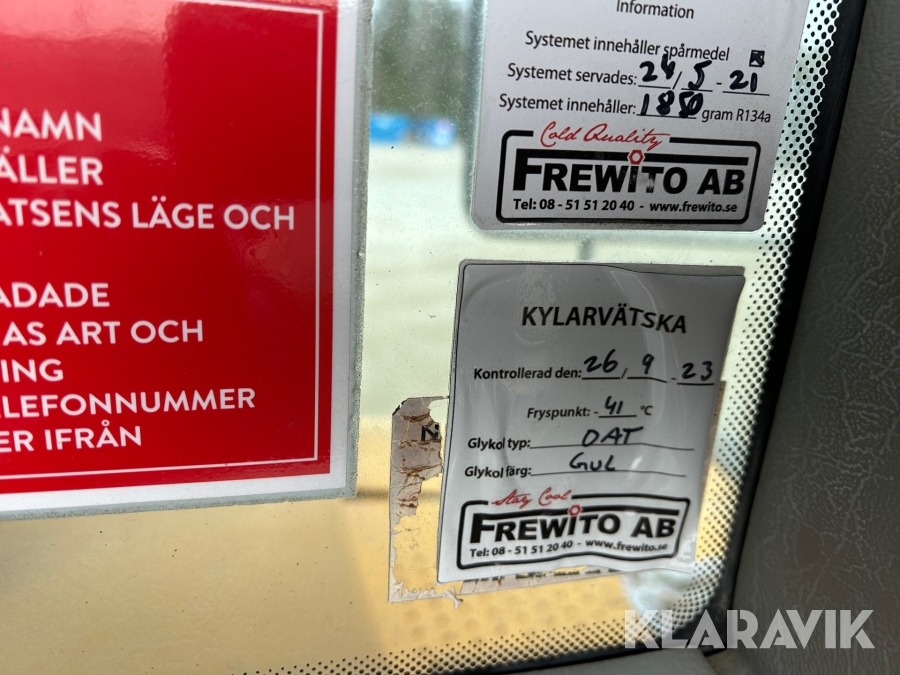 NAMN
ÄLLER
ATSENS LÄGE OCH
ADADE
AS ART OCH
ING
LEFONNUMMER
ER IFRÅN
Information
Systemet innehåller spårmedel
Systemet servades: 24/5-21
Systemet innehåller: 1850 gram R134a
Cold Quality
FREWITO AB
Tel: 08 - 51 51 20 40 - www.frewito.se
KYLARVÄTSKA
Kontrollerad den: 26/9-23
Fryspunkt: -41 °C
Glykol typ: OAT
Glykol färg: GUL
Stay Cool
FREWITO AB
Tel: 08 - 51 51 20 40 - www.frewito.se
N
KLARAVIK